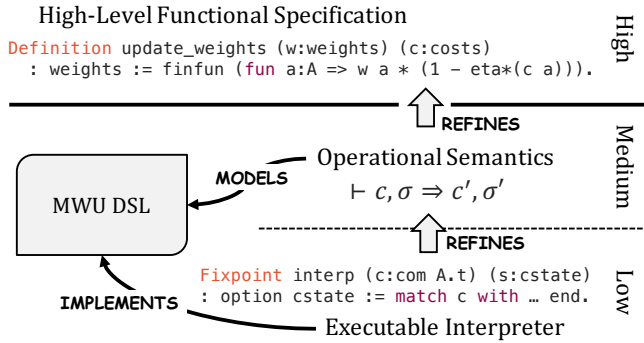 High-Level Functional Specification
Definition update_weights (w:weights) (c:costs)
: weights := finfun (fun a:A => w a * (1 - eta*(c a))).
High
REFINES
Operational Semantics
⊢ c, σ ⇒ c′, σ′
MODELS
MWU DSL
Medium
REFINES
Fixpoint interp (c:com A.t) (s:cstate)
: option cstate := match c with … end.
IMPLEMENTS
Executable Interpreter
Low